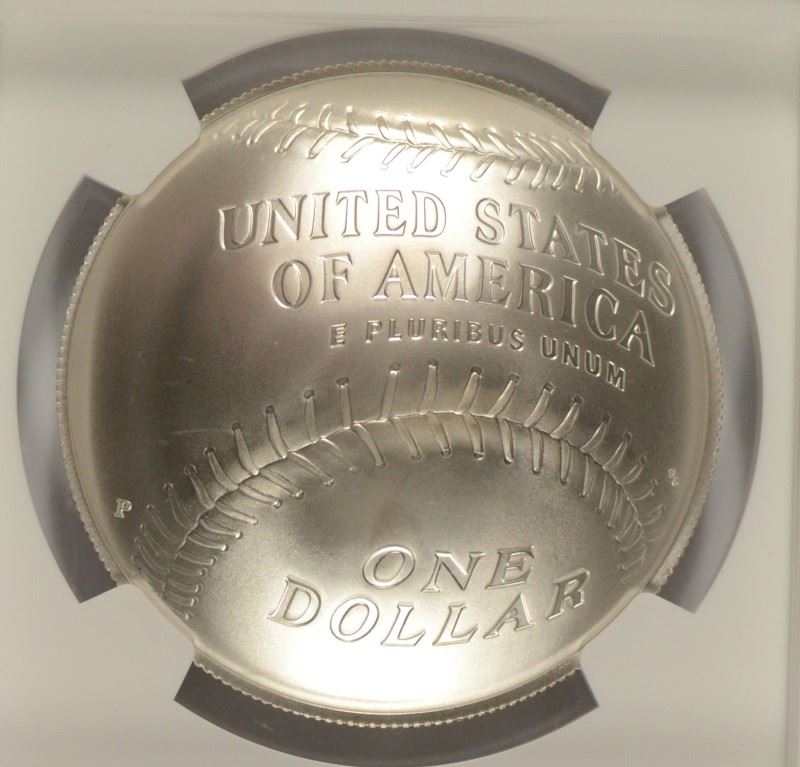 UNITED STATES
OF AMERICA
E PLURIBUS UNUM
P
ONE
DOLLAR